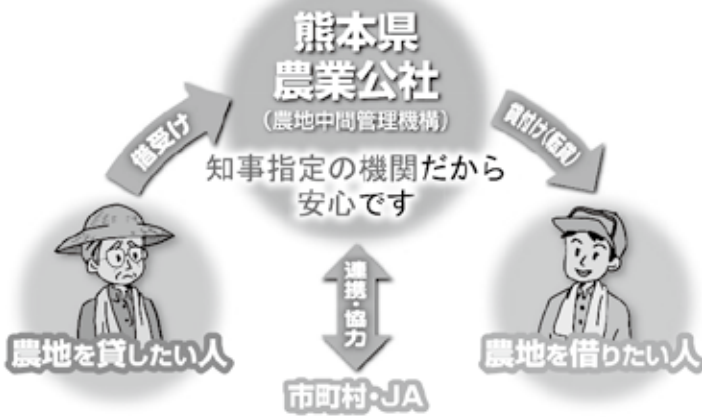 熊本県
農業公社
(農地中間管理機構)
知事指定の機関だから
安心です
借受け
貸付け(転貸)
連携・協力
農地を貸したい人
農地を借りたい人
市町村・JA